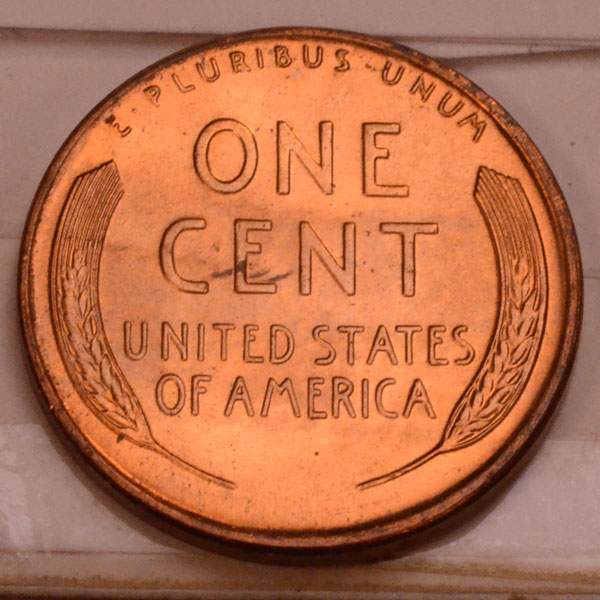 E · PLURIBUS · UNUM
ONE
CENT
UNITED STATES
OF AMERICA